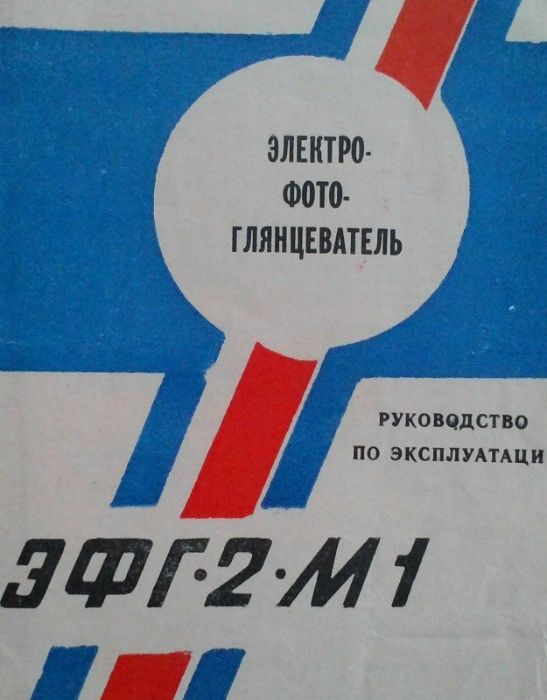 ЭЛЕКТРО-
ФОТО-
ГЛЯНЦЕВАТЕЛЬ
РУКОВОДСТВО
ПО ЭКСПЛУАТАЦИ
ЭФГ·2·М1